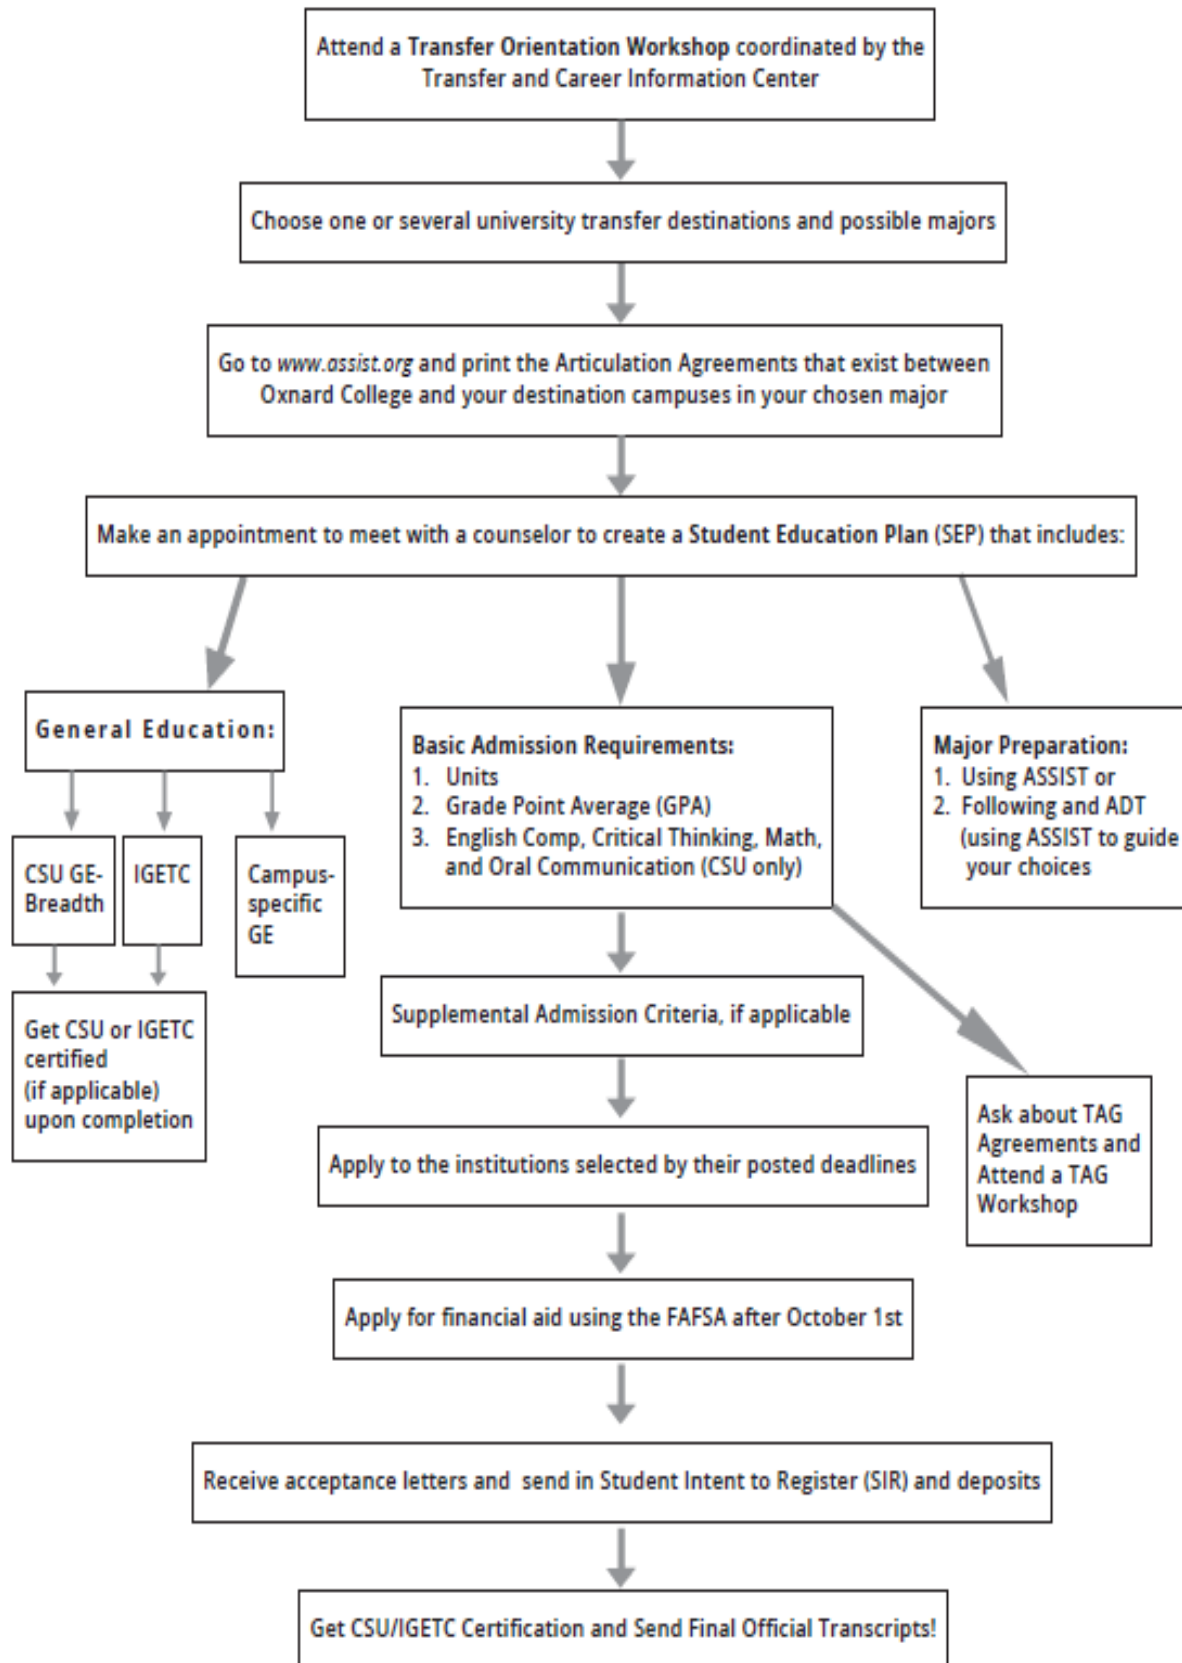 Attend a Transfer Orientation Workshop coordinated by the
Transfer and Career Information Center
Choose one or several university transfer destinations and possible majors
Go to www.assist.org and print the Articulation Agreements that exist between
Oxnard College and your destination campuses in your chosen major
Make an appointment to meet with a counselor to create a Student Education Plan (SEP) that includes:
General Education:
CSU GE-
Breadth
IGETC
Campus-
specific
GE
Get CSU or IGETC
certified
(if applicable)
upon completion
Basic Admission Requirements:
1. Units
2. Grade Point Average (GPA)
3. English Comp, Critical Thinking, Math,
and Oral Communication (CSU only)
Major Preparation:
1. Using ASSIST or
2. Following and ADT
(using ASSIST to guide
your choices
Supplemental Admission Criteria, if applicable
Ask about TAG
Agreements and
Attend a TAG
Workshop
Apply to the institutions selected by their posted deadlines
Apply for financial aid using the FAFSA after October 1st
Receive acceptance letters and send in Student Intent to Register (SIR) and deposits
Get CSU/IGETC Certification and Send Final Official Transcripts!